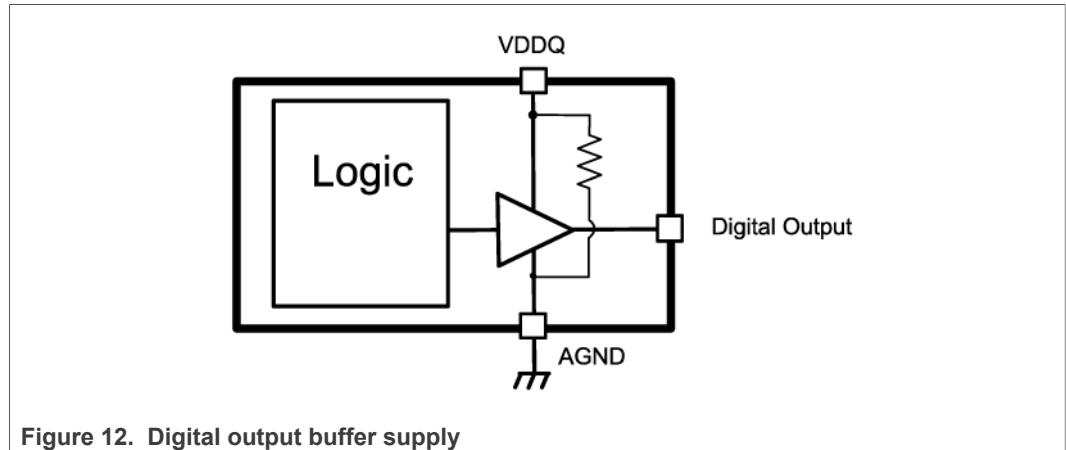 VDDQ
Logic
Digital Output
AGND
Figure 12. Digital output buffer supply